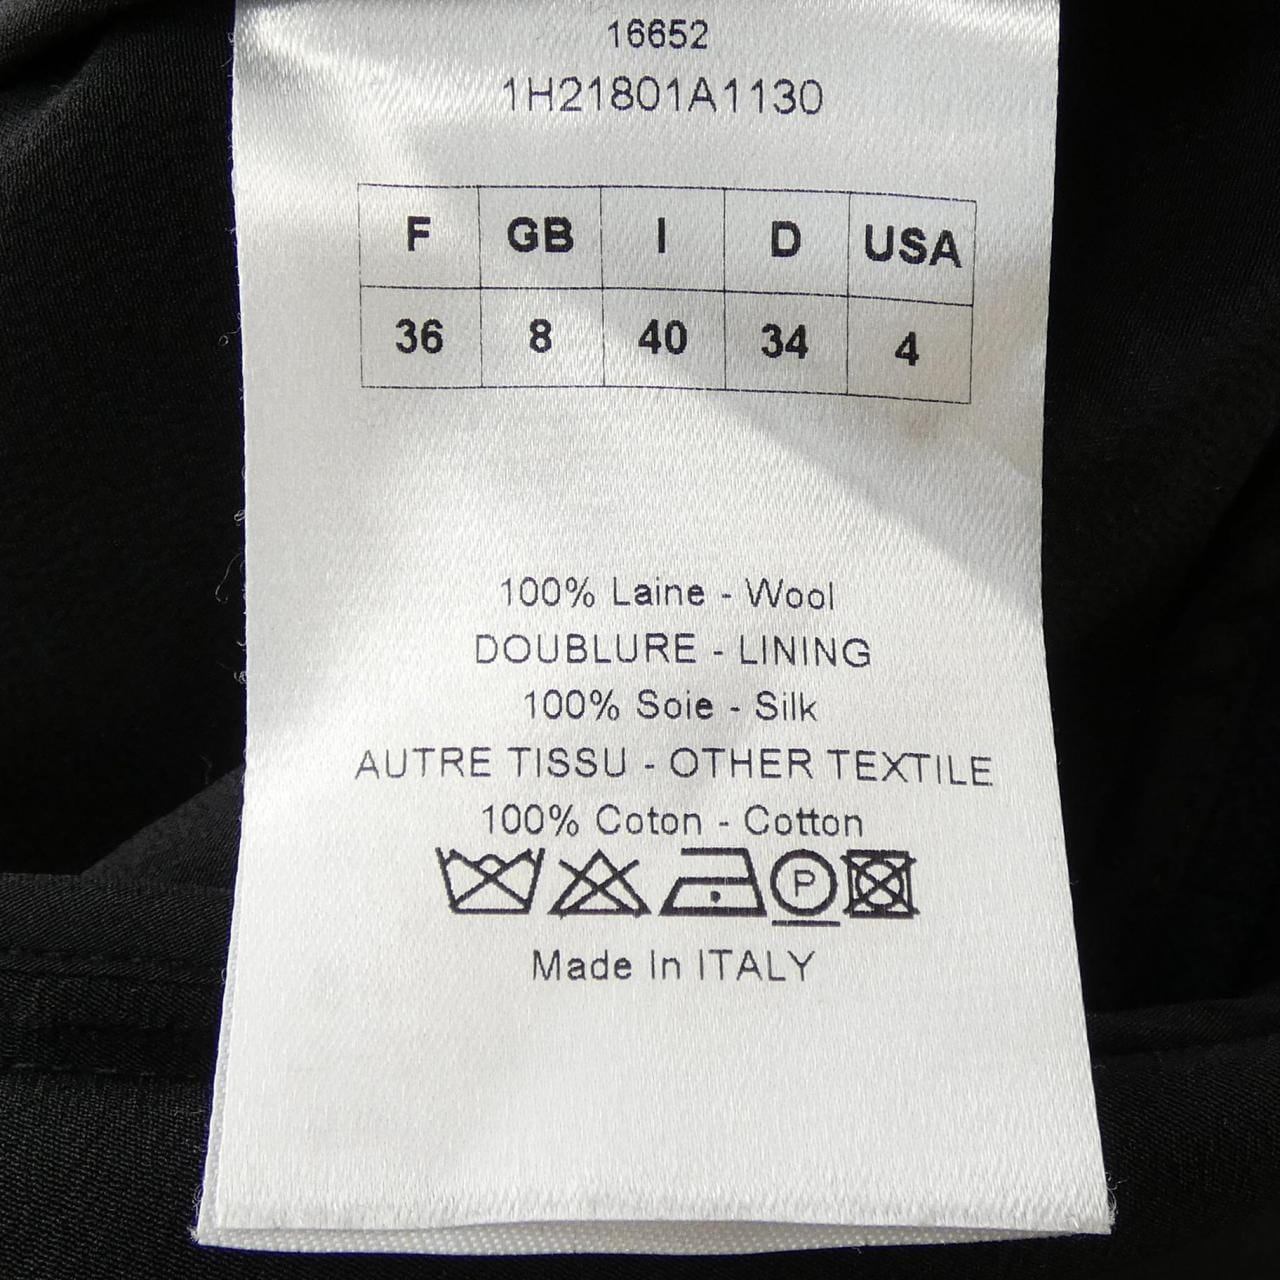 16652
1H21801A1130
F GB I D USA
36 8 40 34 4
100% Laine - Wool
DOUBLURE - LINING
100% Soie - Silk
AUTRE TISSU - OTHER TEXTILE
100% Coton - Cotton
P
Made In ITALY